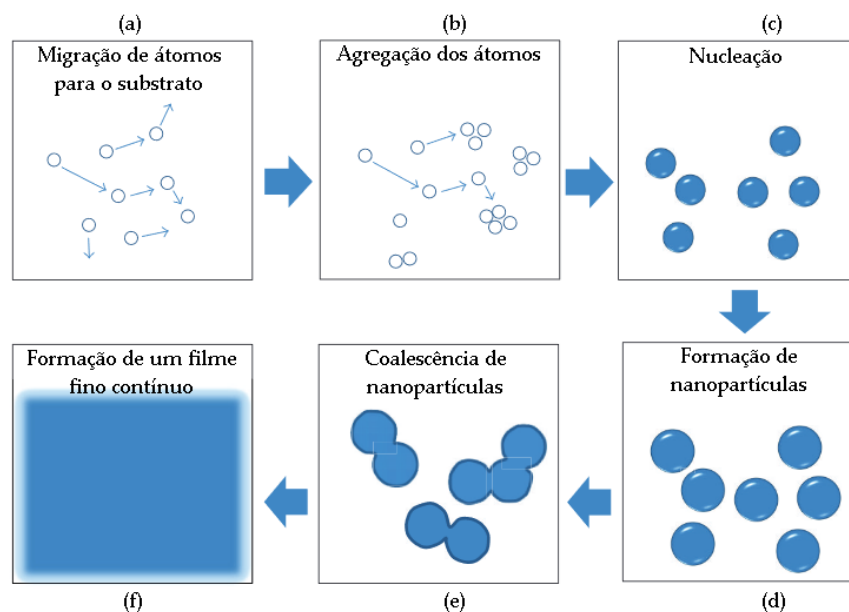 (a)
Migração de átomos
para o substrato
(b)
Agregação dos átomos
(c)
Nucleação
Formação de um filme
fino contínuo
(f)
Coalescência de
nanopartículas
(e)
Formação de
nanopartículas
(d)